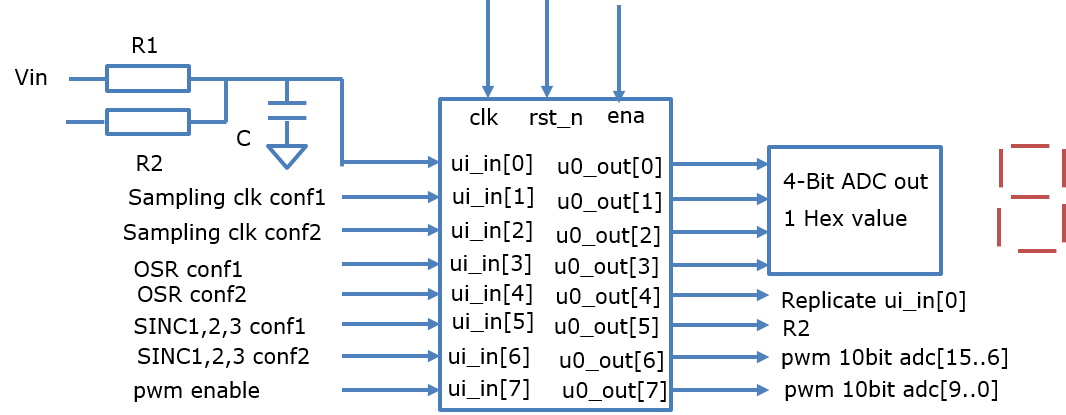 R1
Vin
clk rst_n ena
C
R2
ui_in[0] u0_out[0]
Sampling clk conf1 ui_in[1] u0_out[1]
Sampling clk conf2 ui_in[2] u0_out[2]
4-Bit ADC out
1 Hex value
OSR conf1 ui_in[3] u0_out[3]
OSR conf2 ui_in[4] u0_out[4] Replicate ui_in[0]
SINC1,2,3 conf1 ui_in[5] u0_out[5] R2
SINC1,2,3 conf2 ui_in[6] u0_out[6] pwm 10bit adc[15..6]
pwm enable ui_in[7] u0_out[7] pwm 10bit adc[9..0]